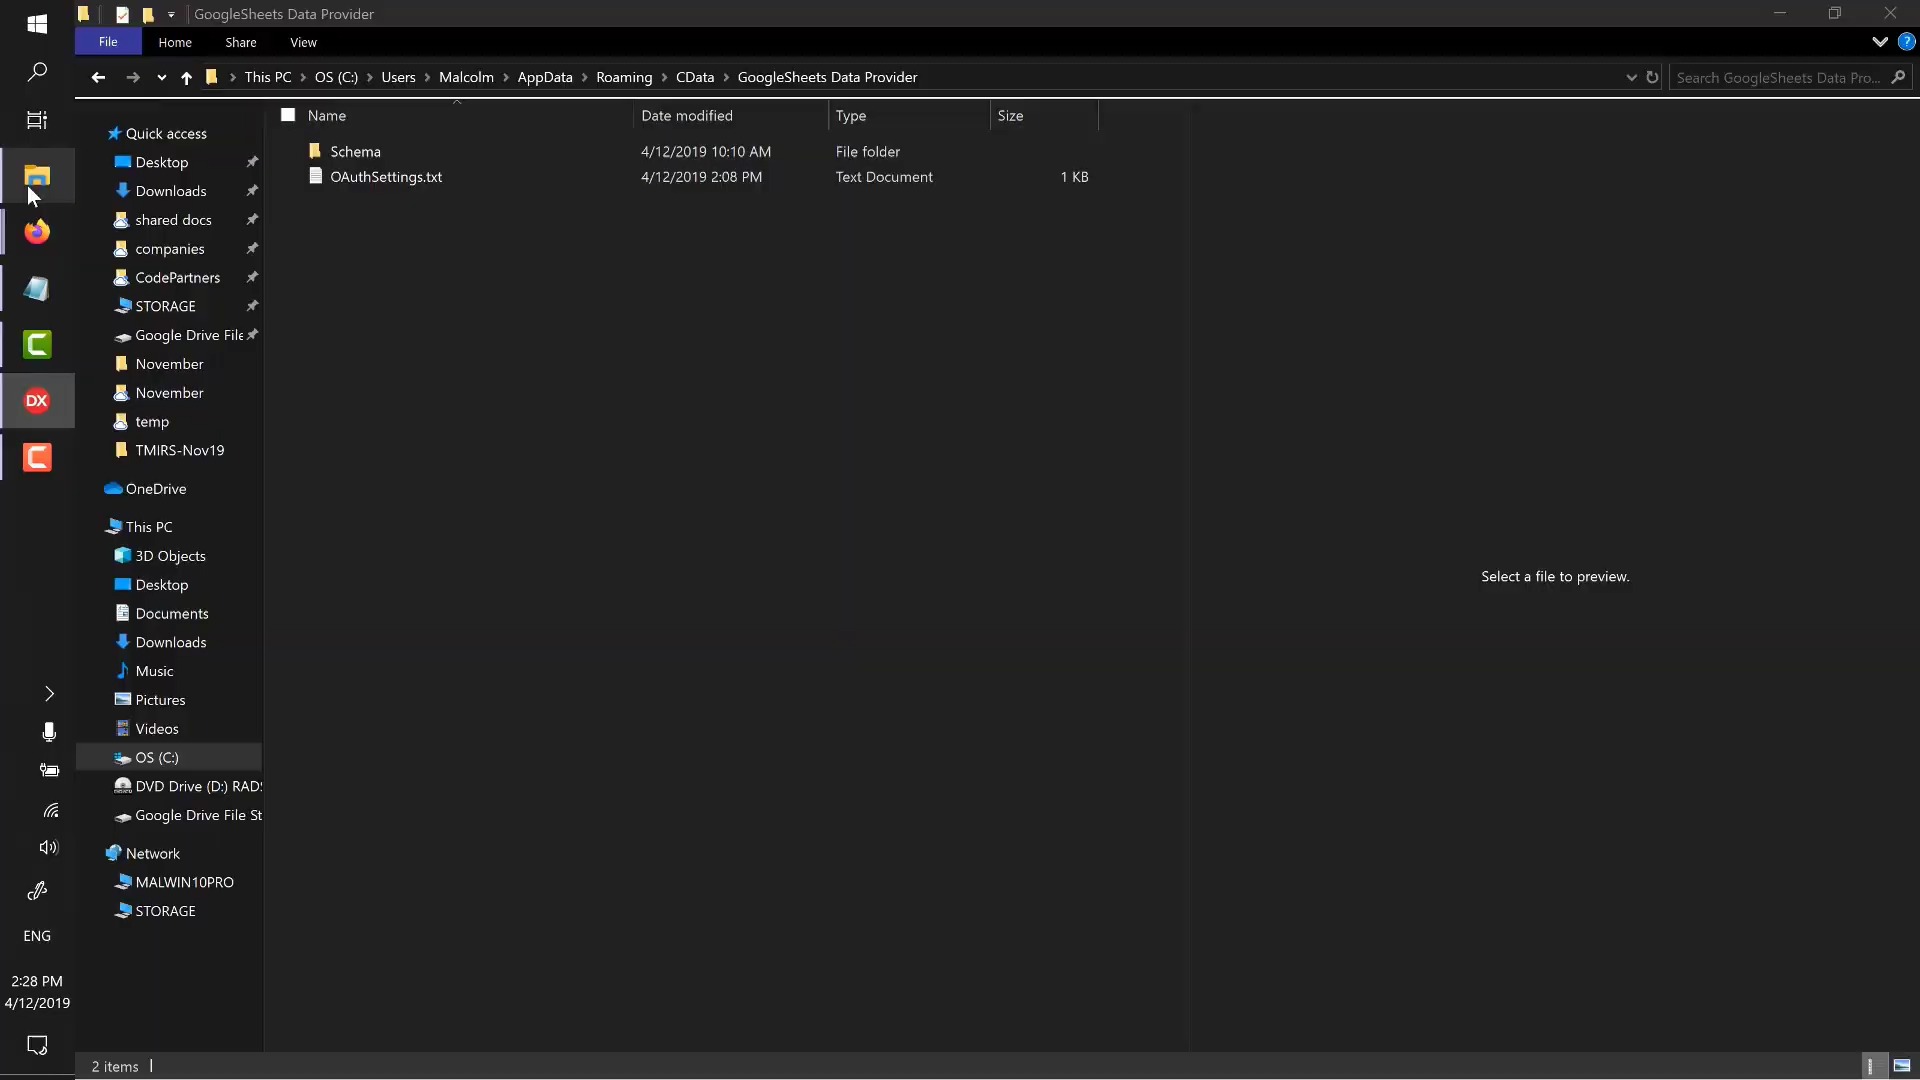 GoogleSheets Data Provider
File Home Share View
This PC OS (C:) Users Malcolm AppData Roaming CData GoogleSheets Data Provider
Search GoogleSheets Data Pro...
Name Date modified Type Size
Schema 4/12/2019 10:10 AM File folder
OAuthSettings.txt 4/12/2019 2:08 PM Text Document 1 KB
Quick access
Desktop
Downloads
shared docs
companies
CodePartners
STORAGE
Google Drive File
November
November
temp
TMIRS-Nov19
OneDrive
This PC
3D Objects
Desktop
Documents
Downloads
Music
Pictures
Videos
OS (C:)
DVD Drive (D:) RADS
Google Drive File St
Network
MALWIN10PRO
STORAGE
Select a file to preview.
DX
ENG
2:28 PM
4/12/2019
2 items